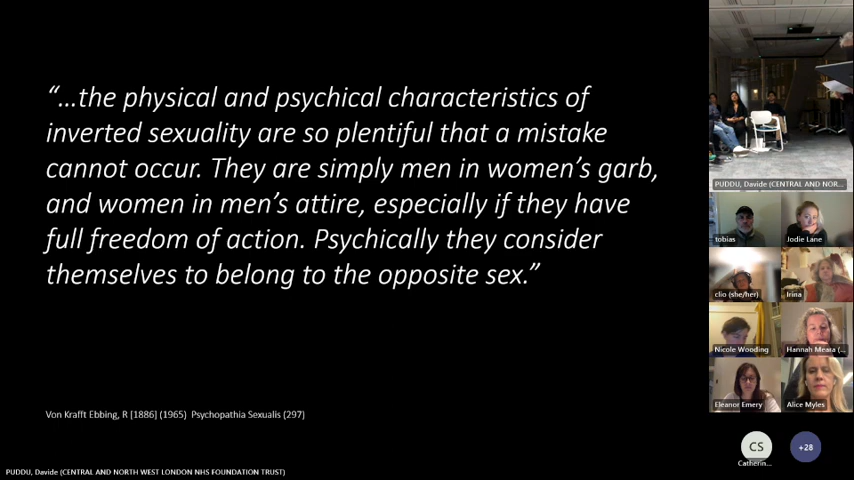 “…the physical and psychical characteristics of
inverted sexuality are so plentiful that a mistake
cannot occur. They are simply men in women’s garb,
and women in men’s attire, especially if they have
full freedom of action. Psychically they consider
themselves to belong to the opposite sex.”
Von Krafft Ebbing, R [1886] (1965) Psychopathia Sexualis (297)
PUDDU, Davide (CENTRAL AND NORTH WEST LONDON NHS FOUNDATION TRUST)
PUDDU, Davide (CENTRAL AND NOR...
tobias
Jodie Lane
clio (she/her)
Irina
Nicole Wooding
Hannah Meara (...
Eleanor Emery
Alice Myles
CS
Catherin...
+28